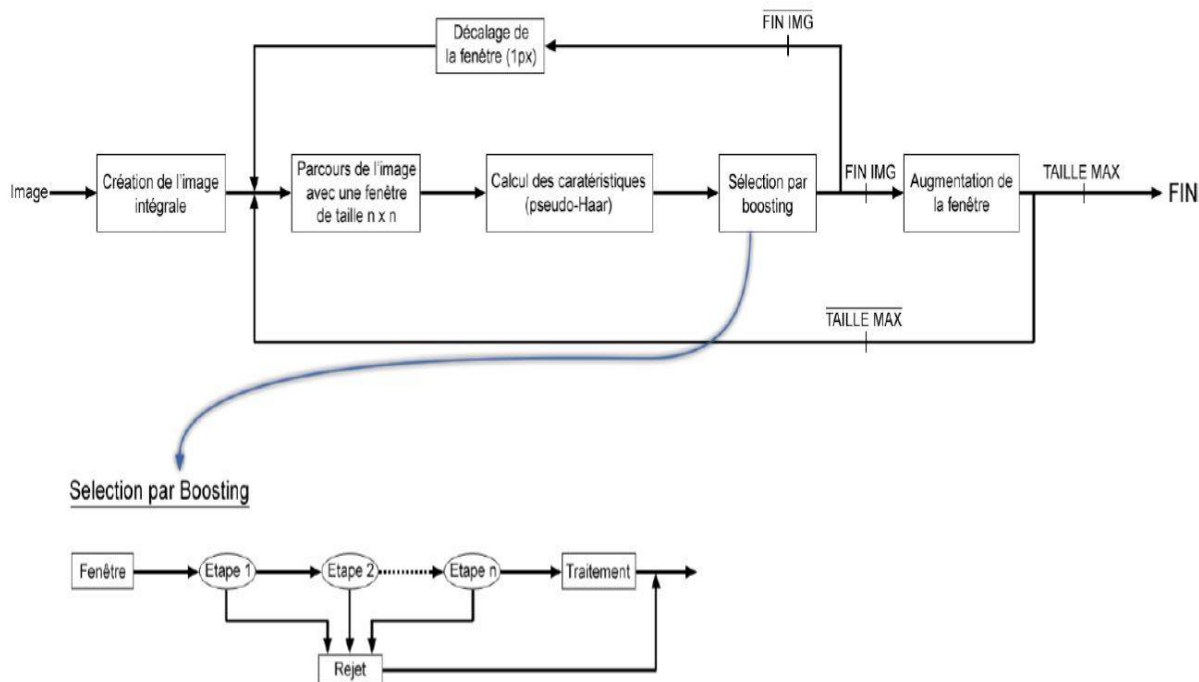 FIN IMG
Décalage de
la fenêtre (1px)
Image
Création de l'image
intégrale
Parcours de l'image
avec une fenêtre
de taille n x n
Calcul des caratéristiques
(pseudo-Haar)
Sélection par
boosting
FIN IMG
Augmentation de
la fenêtre
TAILLE MAX
FIN
TAILLE MAX
Selection par Boosting
Fenêtre
Etape 1
Etape 2
Etape n
Traitement
Rejet